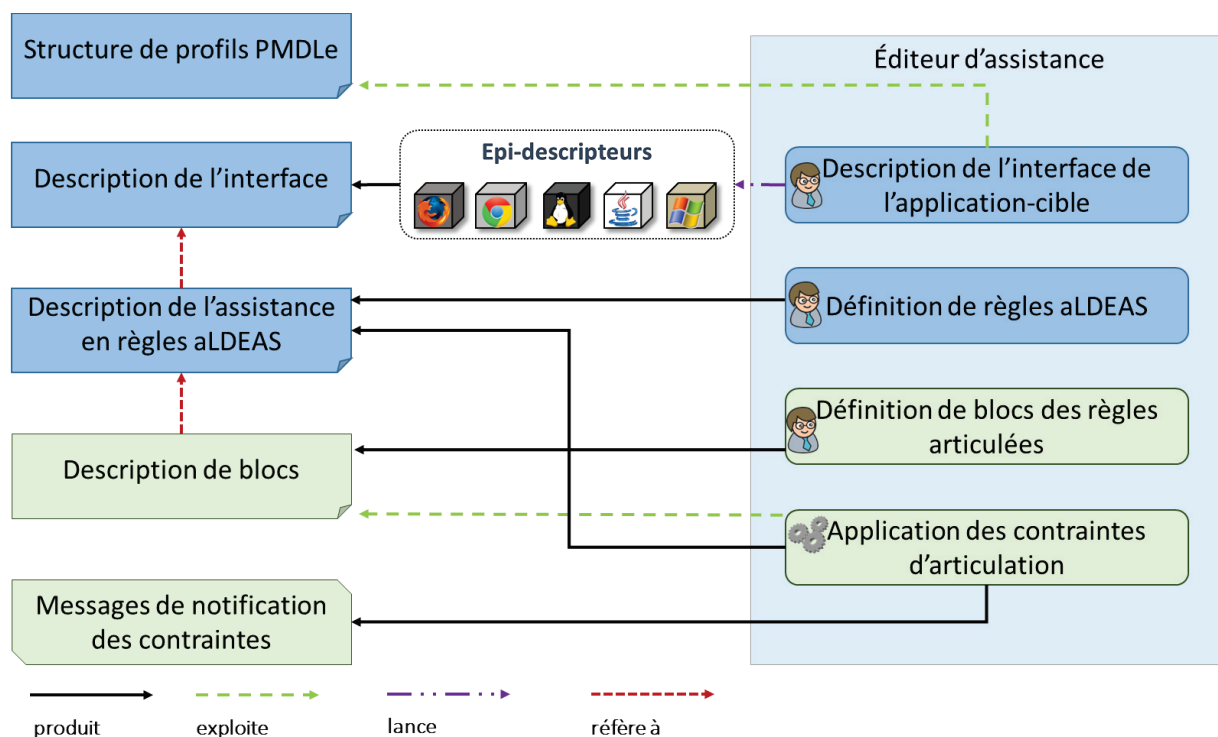 Structure de profils PMDLe
Éditeur d'assistance
Description de l'interface
Epi-descripteurs
Description de l'interface de
l'application-cible
Description de l'assistance
en règles aLDEAS
Définition de règles aLDEAS
Définition de blocs des règles
articulées
Description de blocs
Application des contraintes
d'articulation
Messages de notification
des contraintes
produit
exploite
lance
réfère à